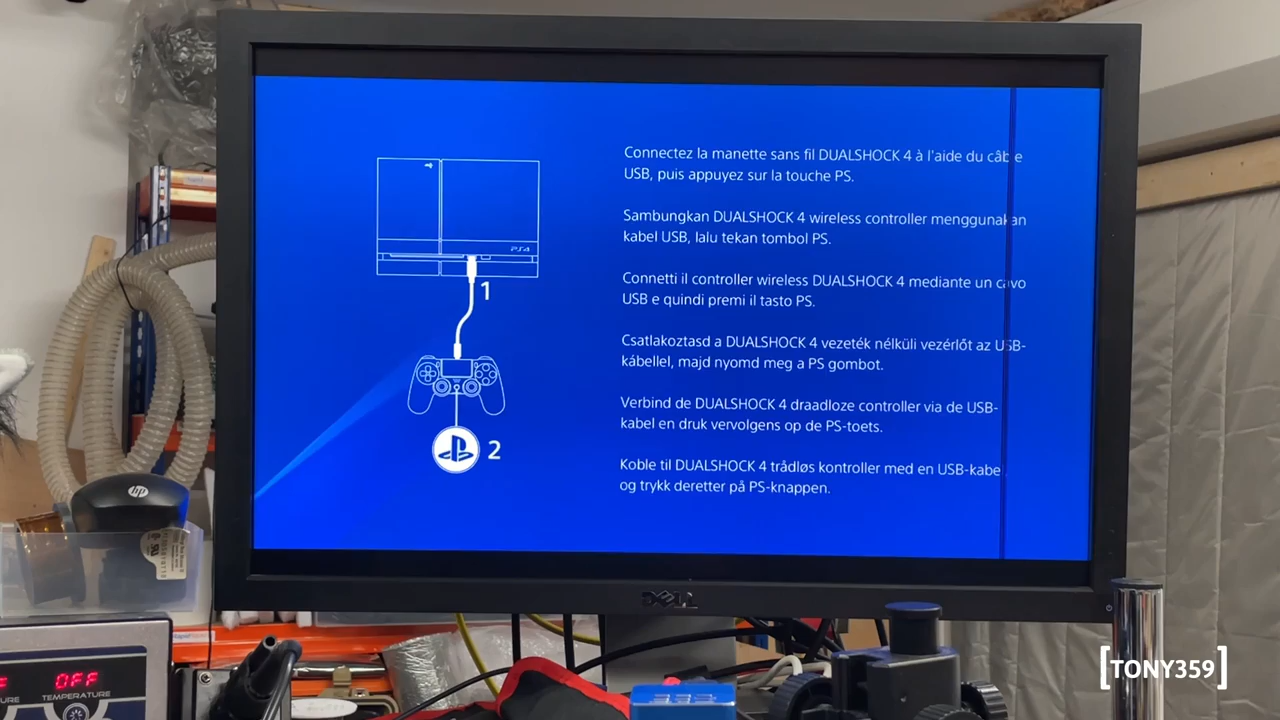 Connectez la manette sans fil DUALSHOCK 4 à l'aide du câble
USB, puis appuyez sur la touche PS.
Sambungkan DUALSHOCK 4 wireless controller menggunakan
kabel USB, lalu tekan tombol PS.
Connetti il controller wireless DUALSHOCK 4 mediante un cavo
USB e quindi premi il tasto PS.
Csatlakoztasd a DUALSHOCK 4 vezeték nélküli vezérlőt az USB-
kábellel, majd nyomd meg a PS gombot.
Verbind de DUALSHOCK 4 draadloze controller via de USB-
kabel en druk vervolgens op de PS-toets.
Koble til DUALSHOCK 4 trådløs kontroller med en USB-kabel
og trykk deretter på PS-knappen.
PS4
1
2
hp
DELL
OFF
TEMPERATURE
[TONY359]